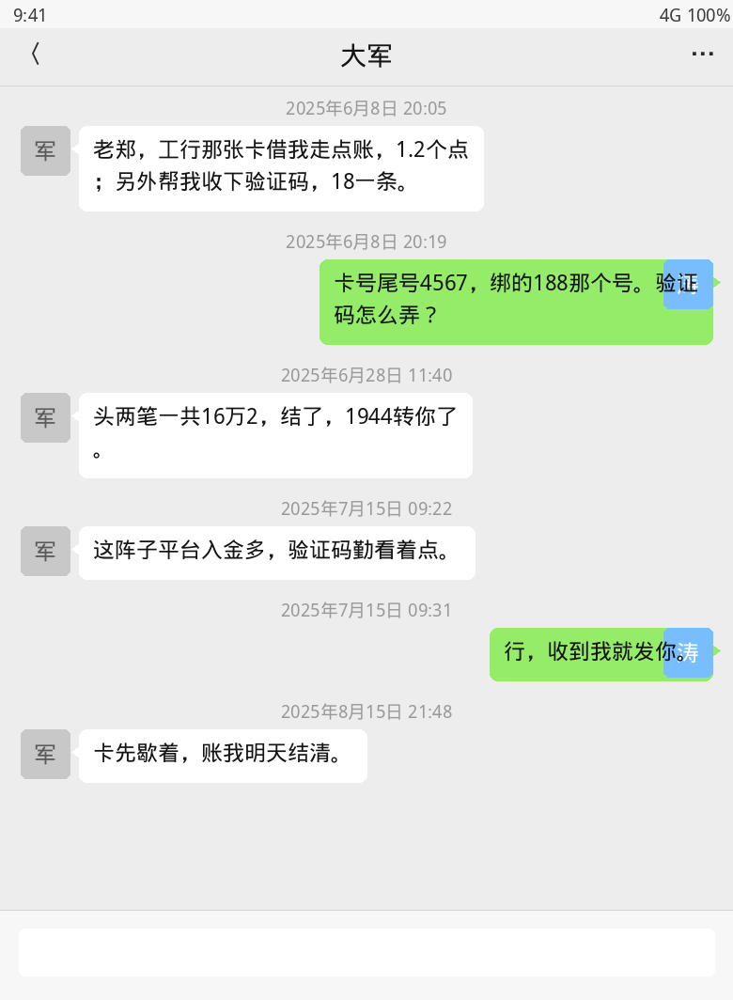 9:41
4G 100%
〈
大军
···
2025年6月8日 20:05
军
老郑，工行那张卡借我走点账，1.2个点
；另外帮我收下验证码，18一条。
2025年6月8日 20:19
卡号尾号4567，绑的188那个号。验证
码怎么弄？
涛
2025年6月28日 11:40
军
头两笔一共16万2，结了，1944转你了
。
2025年7月15日 09:22
军
这阵子平台入金多，验证码勤看着点。
2025年7月15日 09:31
行，收到我就发你。
涛
2025年8月15日 21:48
军
卡先歇着，账我明天结清。